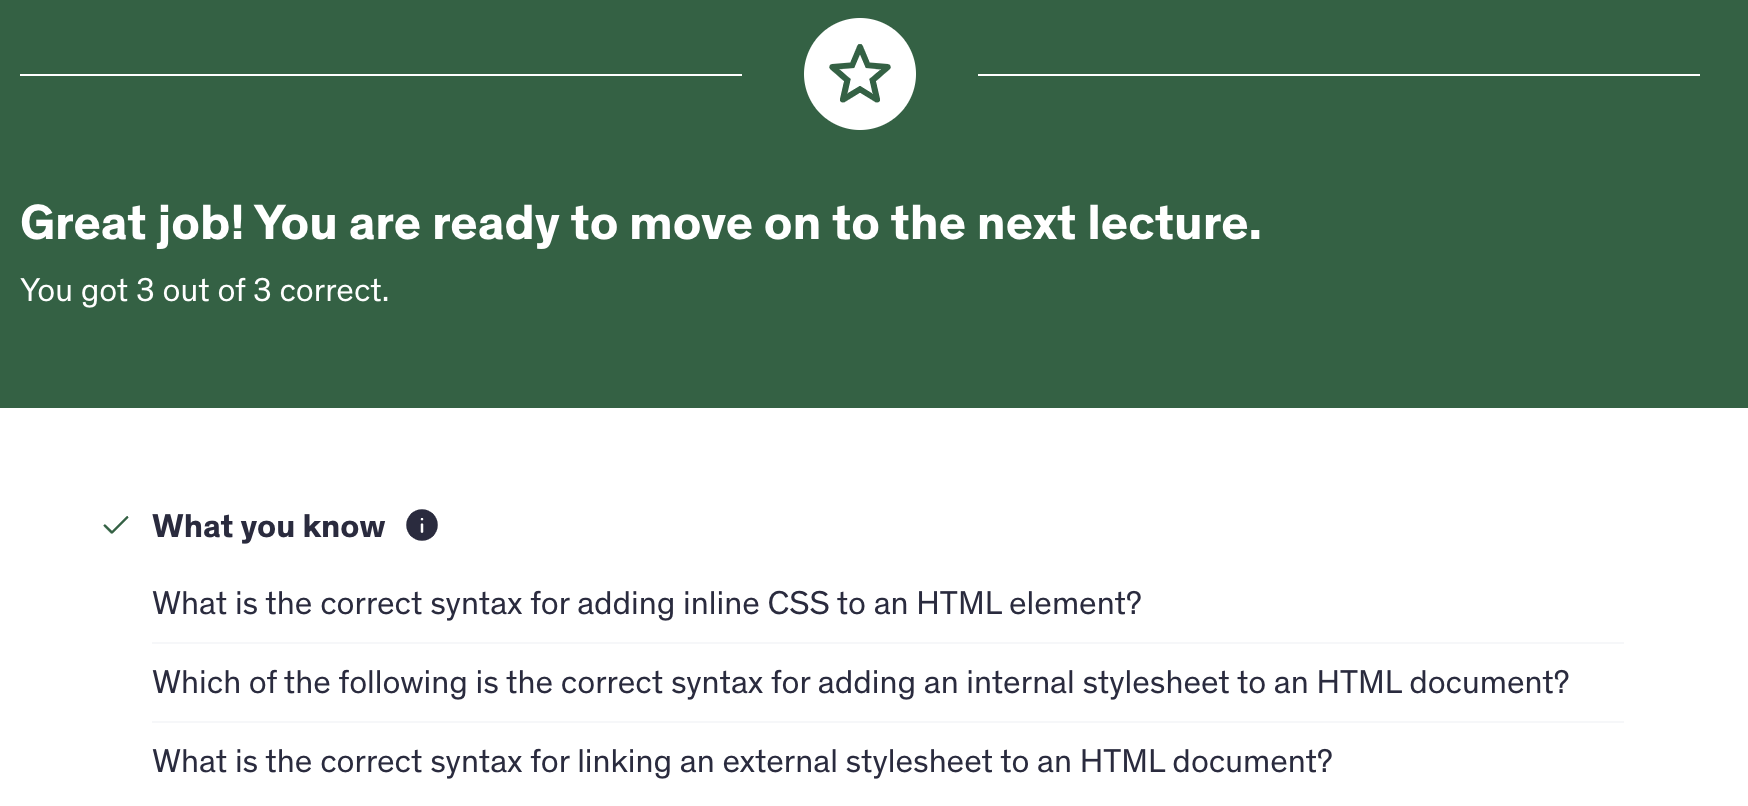 Great job! You are ready to move on to the next lecture.
You got 3 out of 3 correct.
What you know
What is the correct syntax for adding inline CSS to an HTML element?
Which of the following is the correct syntax for adding an internal stylesheet to an HTML document?
What is the correct syntax for linking an external stylesheet to an HTML document?